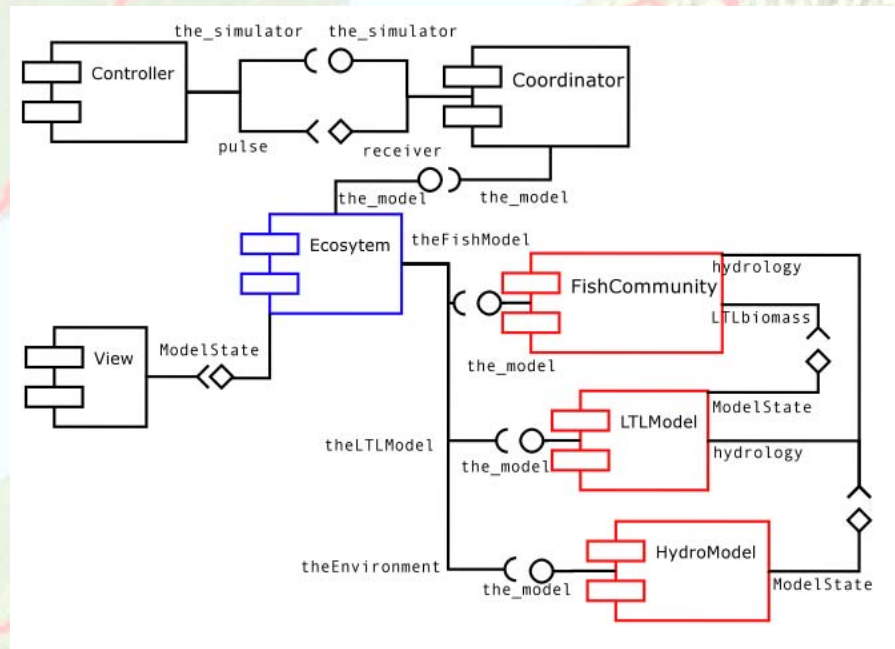 the_simulator
the_simulator
Controller
Coordinator
pulse
receiver
the_model
the_model
Ecosytem
theFishModel
hydrology
FishCommunity
LTLbiomass
ModelState
View
the_model
ModelState
LTLModel
theLTLModel
hydrology
the_model
HydroModel
theEnvironment
the_model
ModelState